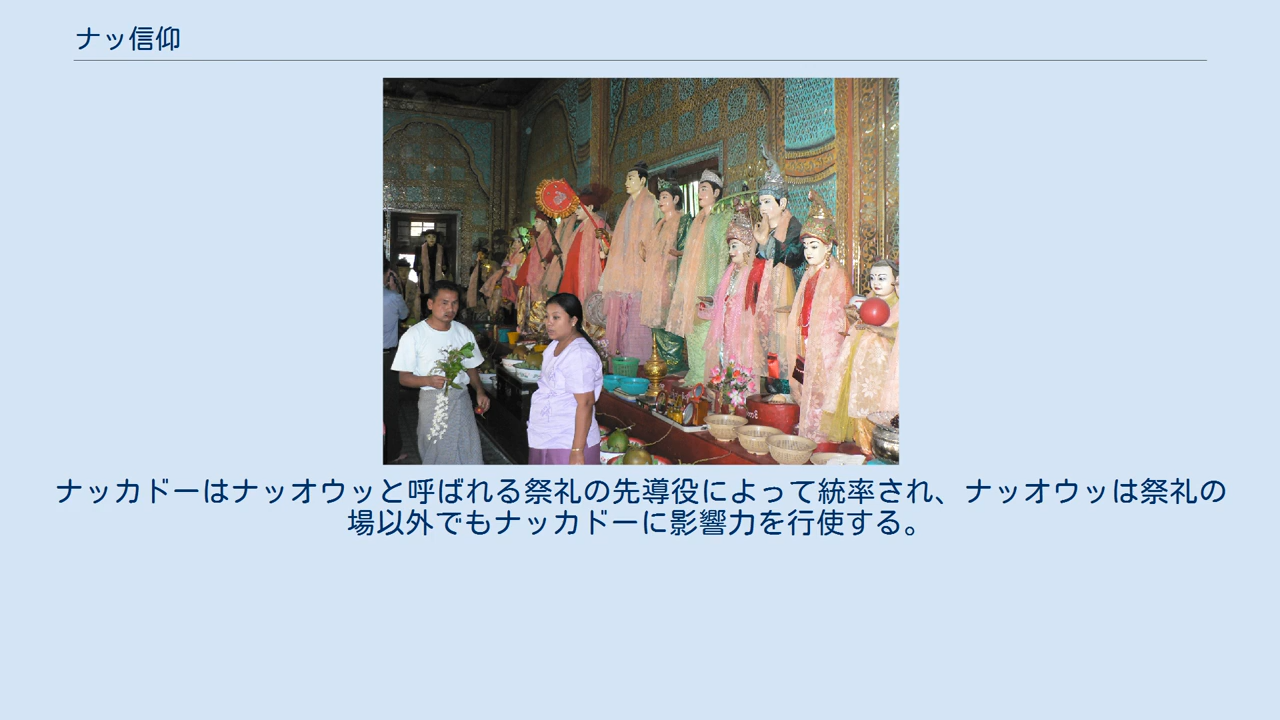 ナッ信仰
ナッカドーはナッオウッと呼ばれる祭礼の先導役によって統率され、ナッオウッは祭礼の
場以外でもナッカドーに影響力を行使する。